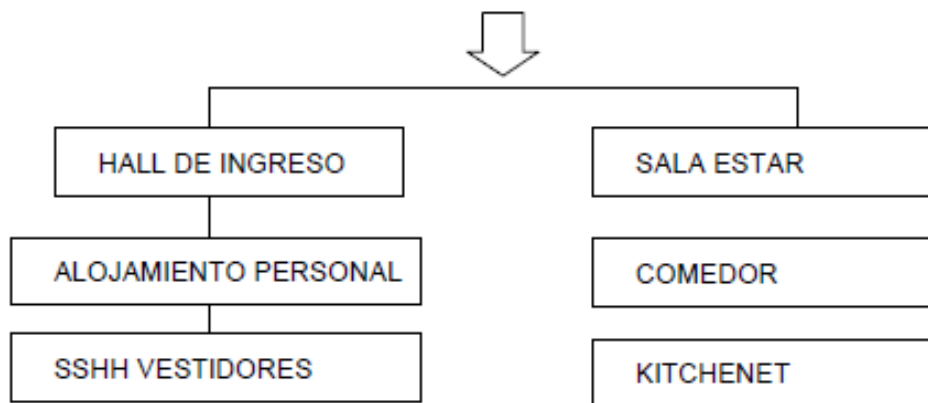 HALL DE INGRESO
ALOJAMIENTO PERSONAL
SSHH VESTIDORES
SALA ESTAR
COMEDOR
KITCHENET